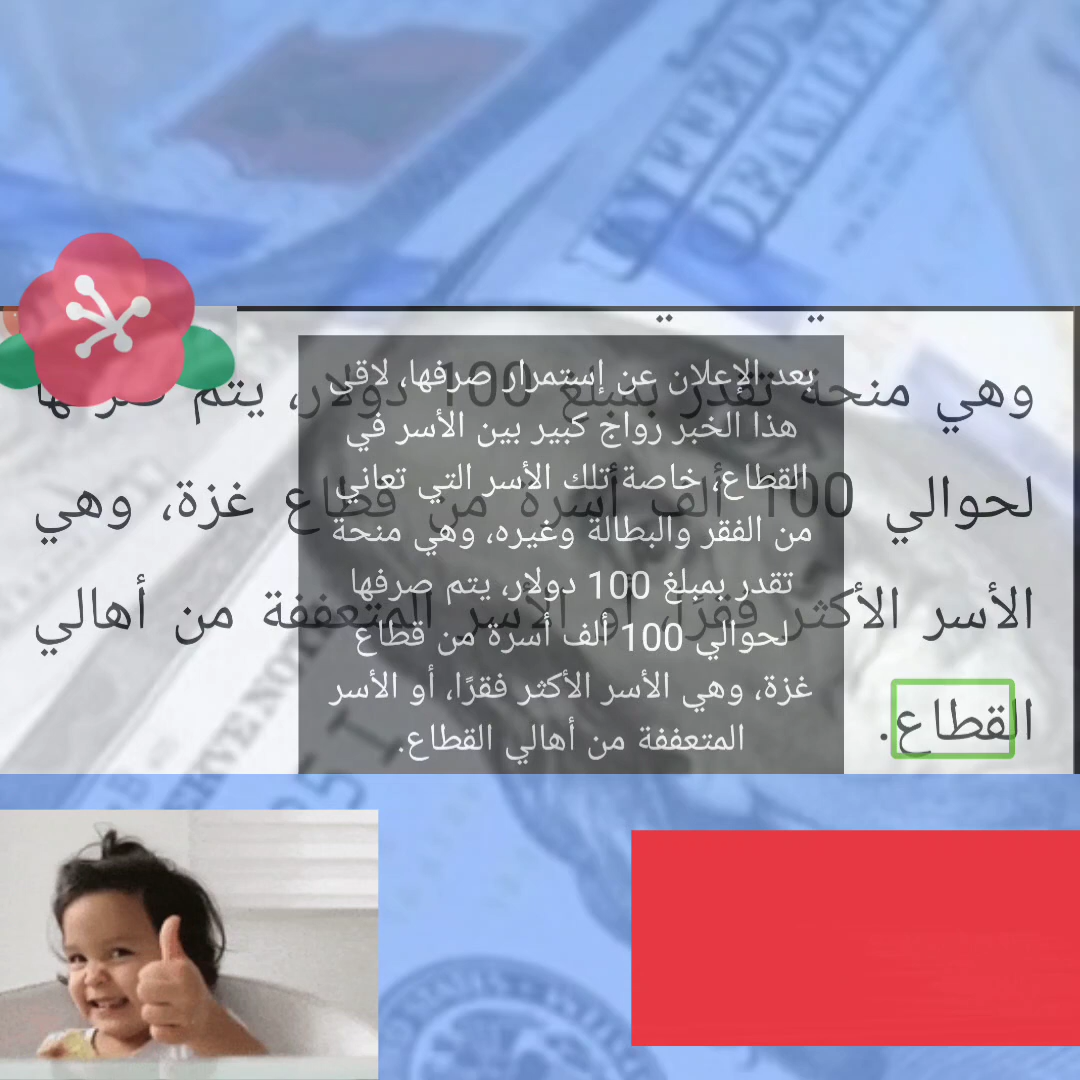 وهي منحة تقدر بمبلغ 100 دولار، يتم صرفها
لحوالي 100 ألف أسرة من قطاع غزة، وهي
الأسر الأكثر فقرًا، أو الأسر المتعففة من أهالي
القطاع.
بعد الإعلان عن إستمرار صرفها، لاقى
هذا الخبر رواج كبير بين الأسر في
القطاع، خاصة تلك الأسر التي تعاني
من الفقر والبطالة وغيره، وهي منحة
تقدر بمبلغ 100 دولار، يتم صرفها
لحوالي 100 ألف أسرة من قطاع
غزة، وهي الأسر الأكثر فقرًا، أو الأسر
المتعففة من أهالي القطاع.